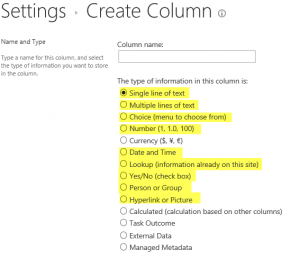 Settings · Create Column
Name and Type
Type a name for this column, and select
the type of information you want to store
in the column.
Column name:
The type of information in this column is:
Single line of text
Multiple lines of text
Choice (menu to choose from)
Number (1, 1.0, 100)
Currency ($, ¥, €)
Date and Time
Lookup (information already on this site)
Yes/No (check box)
Person or Group
Hyperlink or Picture
Calculated (calculation based on other columns)
Task Outcome
External Data
Managed Metadata